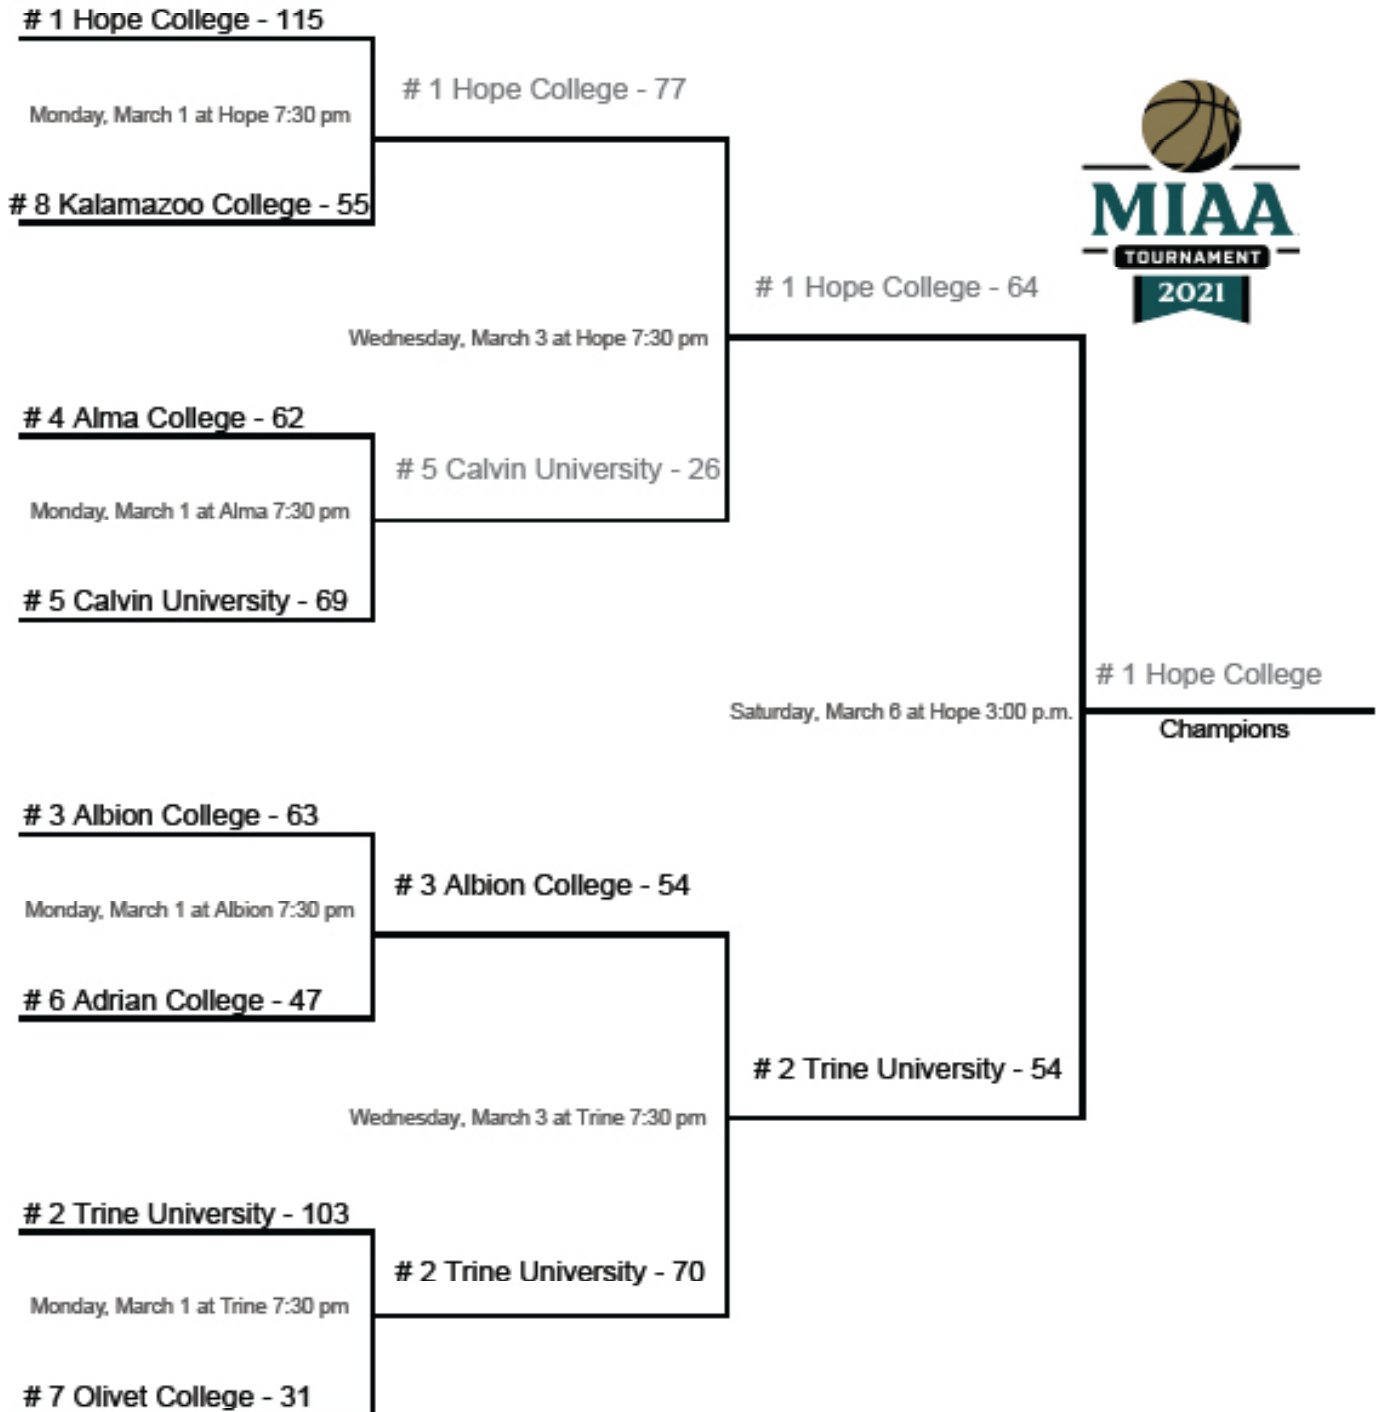 # 1 Hope College - 115
# 1 Hope College - 77
Monday, March 1 at Hope 7:30 pm
# 8 Kalamazoo College - 55
MIAA
TOURNAMENT
2021
# 1 Hope College - 64
Wednesday, March 3 at Hope 7:30 pm
# 4 Alma College - 62
# 5 Calvin University - 26
Monday, March 1 at Alma 7:30 pm
# 5 Calvin University - 69
# 1 Hope College
Saturday, March 6 at Hope 3:00 p.m.
Champions
# 3 Albion College - 63
# 3 Albion College - 54
Monday, March 1 at Albion 7:30 pm
# 6 Adrian College - 47
# 2 Trine University - 54
Wednesday, March 3 at Trine 7:30 pm
# 2 Trine University - 103
# 2 Trine University - 70
Monday, March 1 at Trine 7:30 pm
# 7 Olivet College - 31